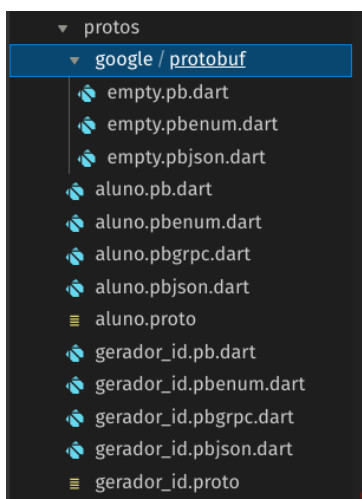 protos
google / protobuf
empty.pb.dart
empty.pbenum.dart
empty.pbjson.dart
aluno.pb.dart
aluno.pbenum.dart
aluno.pbgrpc.dart
aluno.pbjson.dart
aluno.proto
gerador_id.pb.dart
gerador_id.pbenum.dart
gerador_id.pbgrpc.dart
gerador_id.pbjson.dart
gerador_id.proto